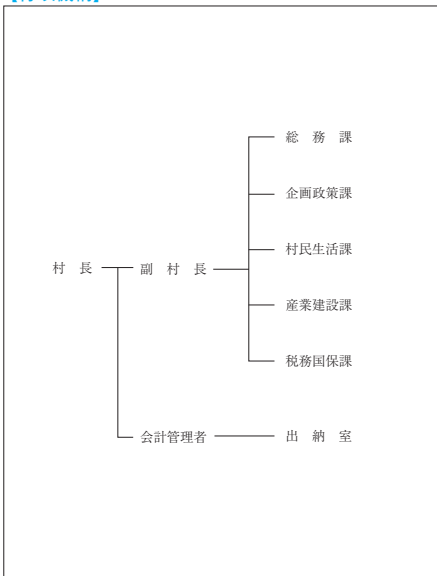 総務課
企画政策課
村民生活課
村長
副村長
産業建設課
税務国保課
会計管理者
出納室